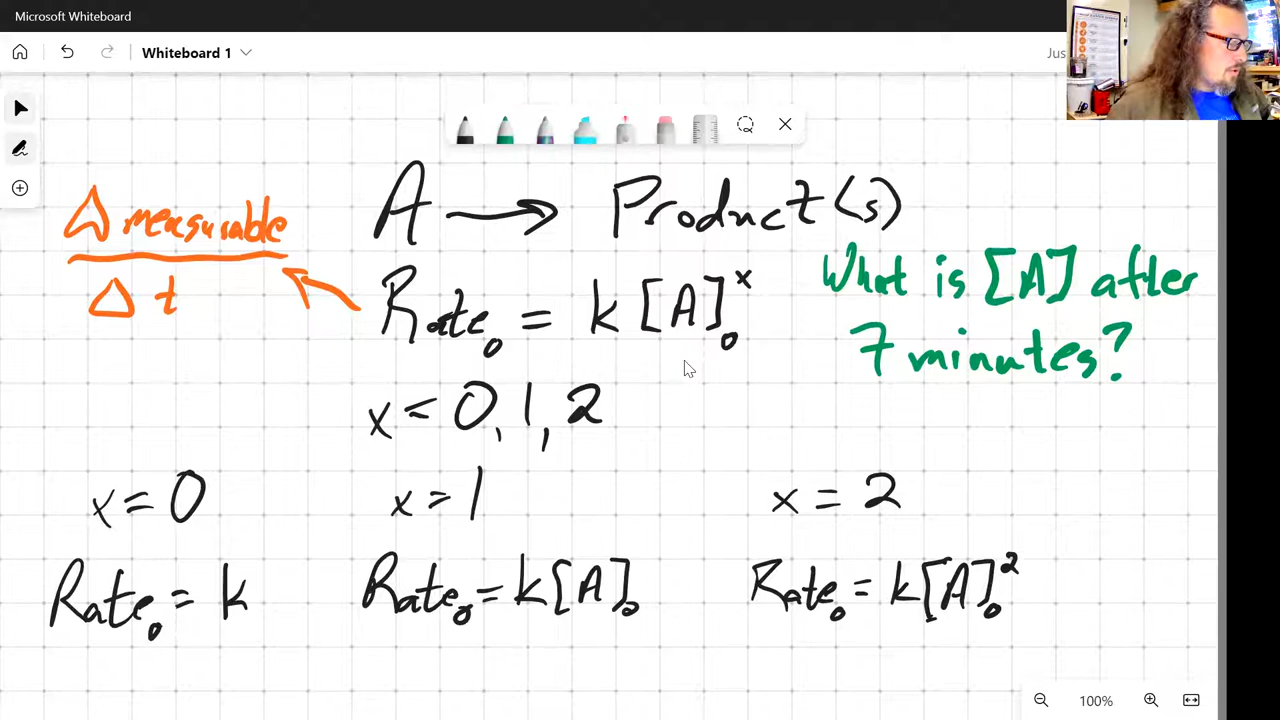 Microsoft Whiteboard
Whiteboard 1
Jus
A → Product(s)
Δ measurable
Δ t
Rate₀ = k[A]₀ˣ
What is [A] after
7 minutes?
x = 0, 1, 2
x = 0
x = 1
x = 2
Rate₀ = k
Rate₀ = k[A]₀
Rate₀ = k[A]₀²
100%